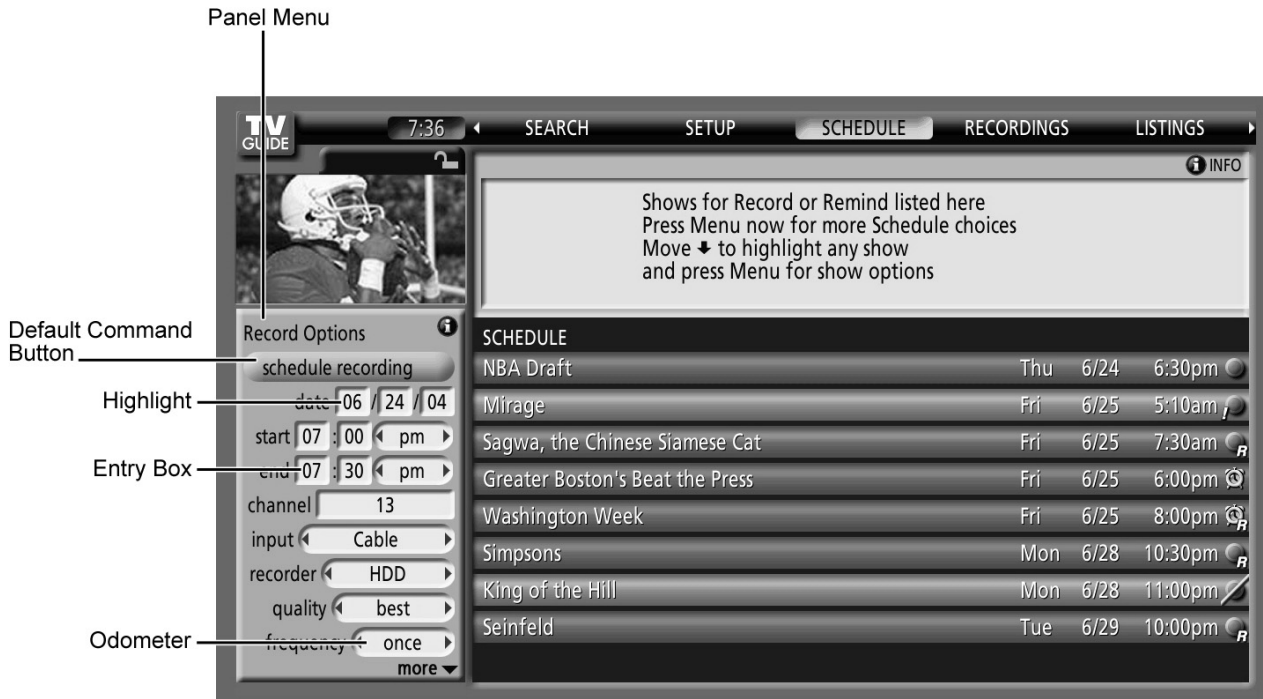 Panel Menu
TV GUIDE
7:36
SEARCH SETUP SCHEDULE RECORDINGS LISTINGS
i INFO
Shows for Record or Remind listed here
Press Menu now for more Schedule choices
Move ⬇ to highlight any show
and press Menu for show options
Default Command
Button
Highlight
Entry Box
Odometer
Record Options i
schedule recording
date 06 / 24 / 04
start 07 : 00 pm
end 07 : 30 pm
channel 13
input Cable
recorder HDD
quality best
frequency once
more
SCHEDULE
NBA Draft Thu 6/24 6:30pm
Mirage Fri 6/25 5:10am
Sagwa, the Chinese Siamese Cat Fri 6/25 7:30am R
Greater Boston's Beat the Press Fri 6/25 6:00pm
Washington Week Fri 6/25 8:00pm R
Simpsons Mon 6/28 10:30pm R
King of the Hill Mon 6/28 11:00pm
Seinfeld Tue 6/29 10:00pm R